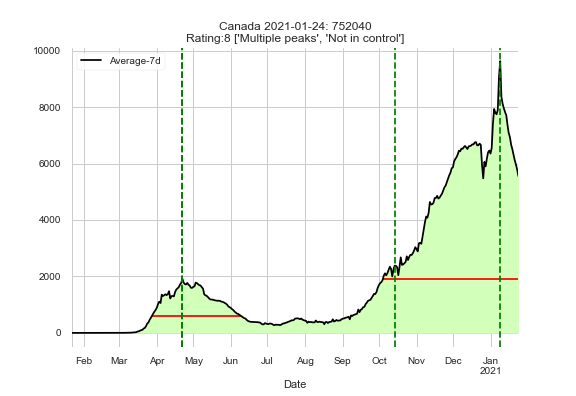 Canada 2021-01-24: 752040
Rating:8 ['Multiple peaks', 'Not in control']
Average-7d
10000
8000
6000
4000
2000
0
Feb Mar Apr May Jun Jul Aug Sep Oct Nov Dec Jan
2021
Date